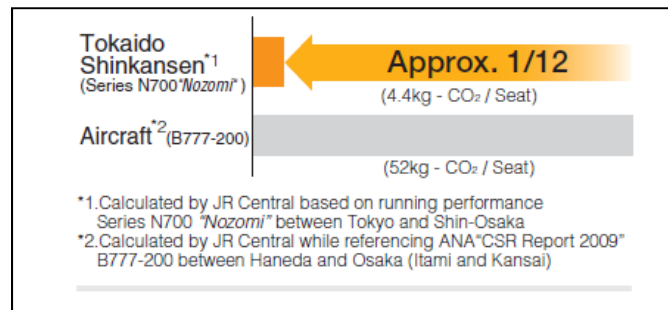 Tokaido
Shinkansen*1
(Series N700"Nozomi")
Approx. 1/12
(4.4kg - CO₂ / Seat)
Aircraft*2(B777-200)
(52kg - CO₂ / Seat)
*1.Calculated by JR Central based on running performance
Series N700 "Nozomi" between Tokyo and Shin-Osaka
*2.Calculated by JR Central while referencing ANA"CSR Report 2009"
B777-200 between Haneda and Osaka (Itami and Kansai)